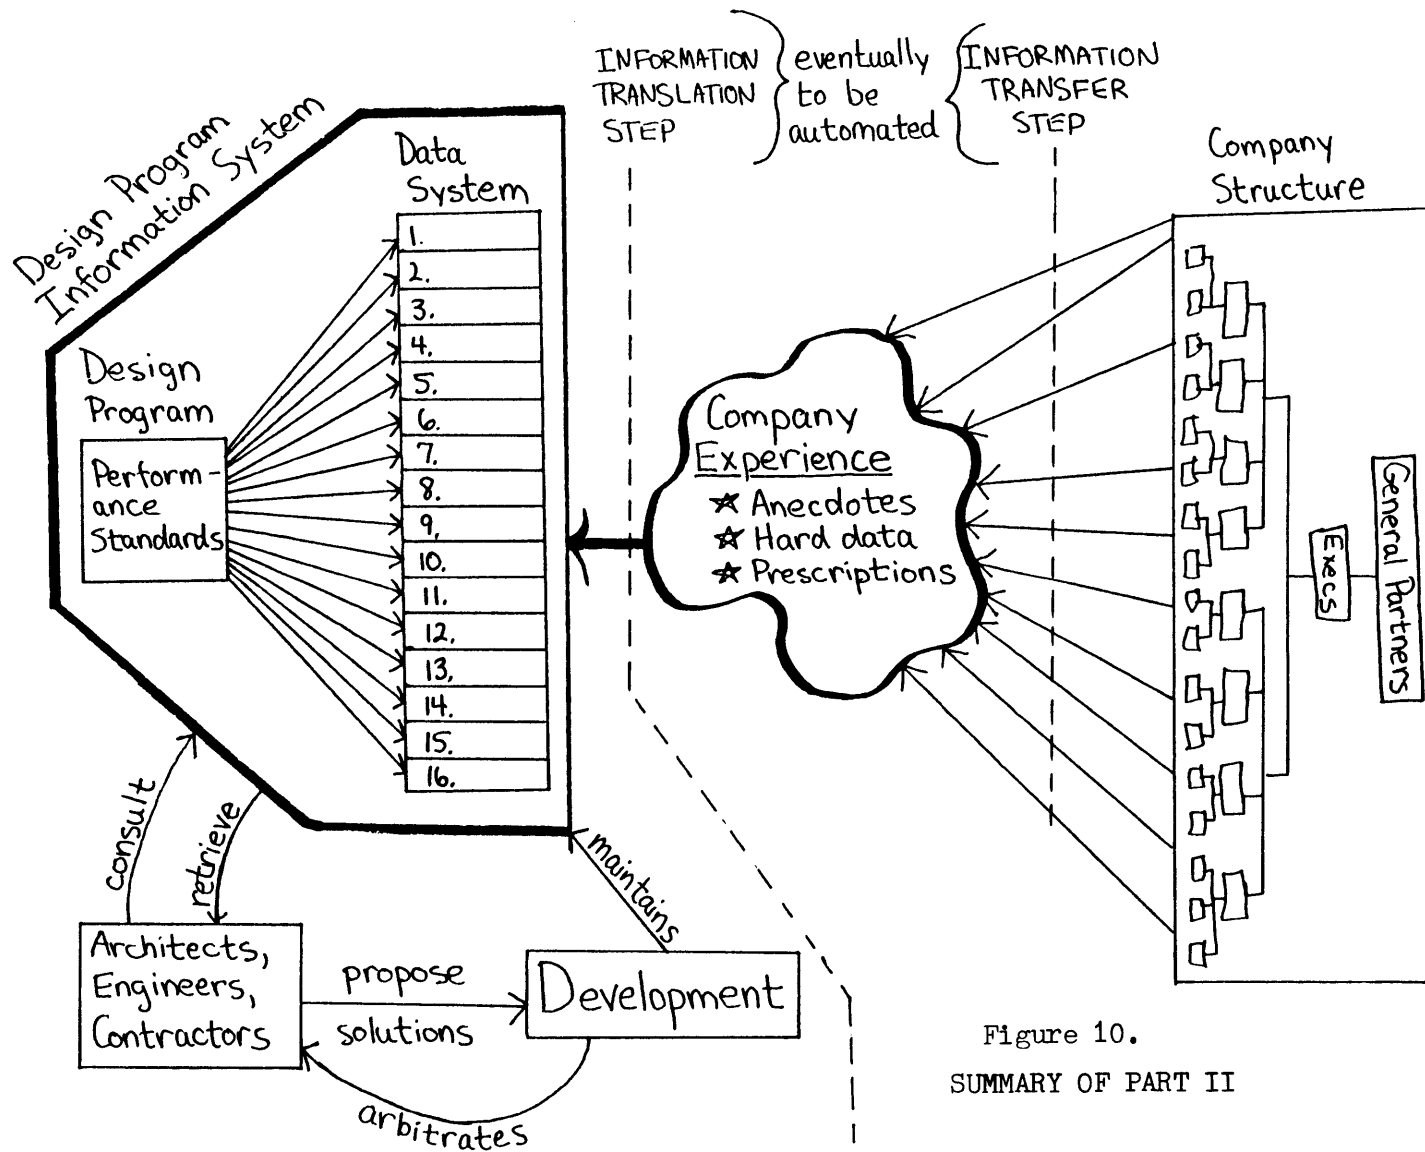 INFORMATION
TRANSLATION
STEP
eventually
to be
automated
INFORMATION
TRANSFER
STEP
Design Program
Information System
Data
System
1.
2.
3.
4.
5.
6.
7.
8.
9,
10.
11.
12.
13,
14.
15.
16.
Design
Program
Perform-
ance
Standards
Company
Experience
☆ Anecdotes
☆ Hard data
☆ Prescriptions
Company
Structure
Execs
General Partners
consult
retrieve
maintains
Architects,
Engineers,
Contractors
propose
solutions
Development
arbitrates
Figure 10.
SUMMARY OF PART II